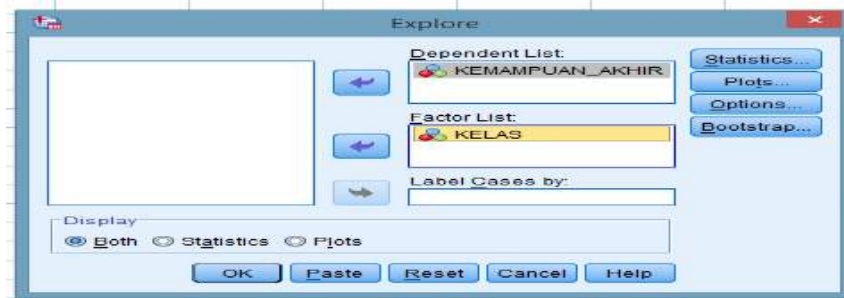 Explore
Dependent List:
KEMAMPUAN_AKHIR
Factor List:
KELAS
Label Cases by:
Statistics...
Plots...
Options...
Bootstrap...
Display
Both Statistics Plots
OK Paste Reset Cancel Help